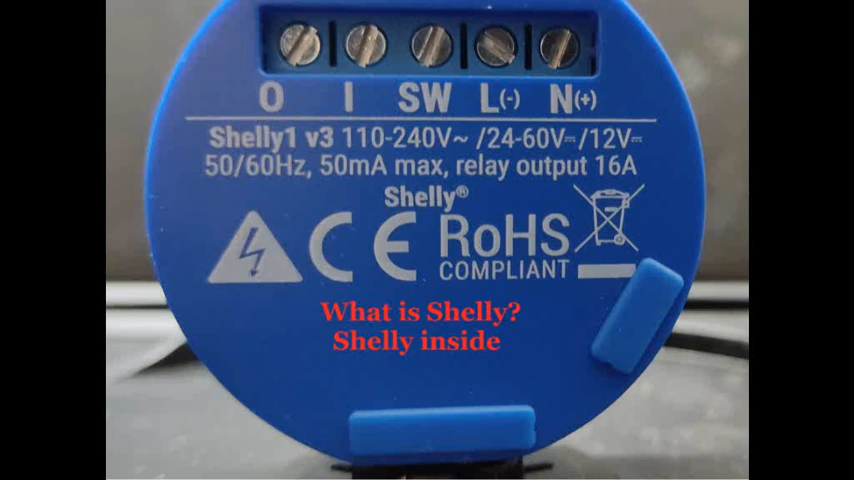 O I SW L(-) N(+)
Shelly1 v3 110-240V~ /24-60V⎓/12V⎓
50/60Hz, 50mA max, relay output 16A
Shelly®
CE RoHS
COMPLIANT
What is Shelly?
Shelly inside